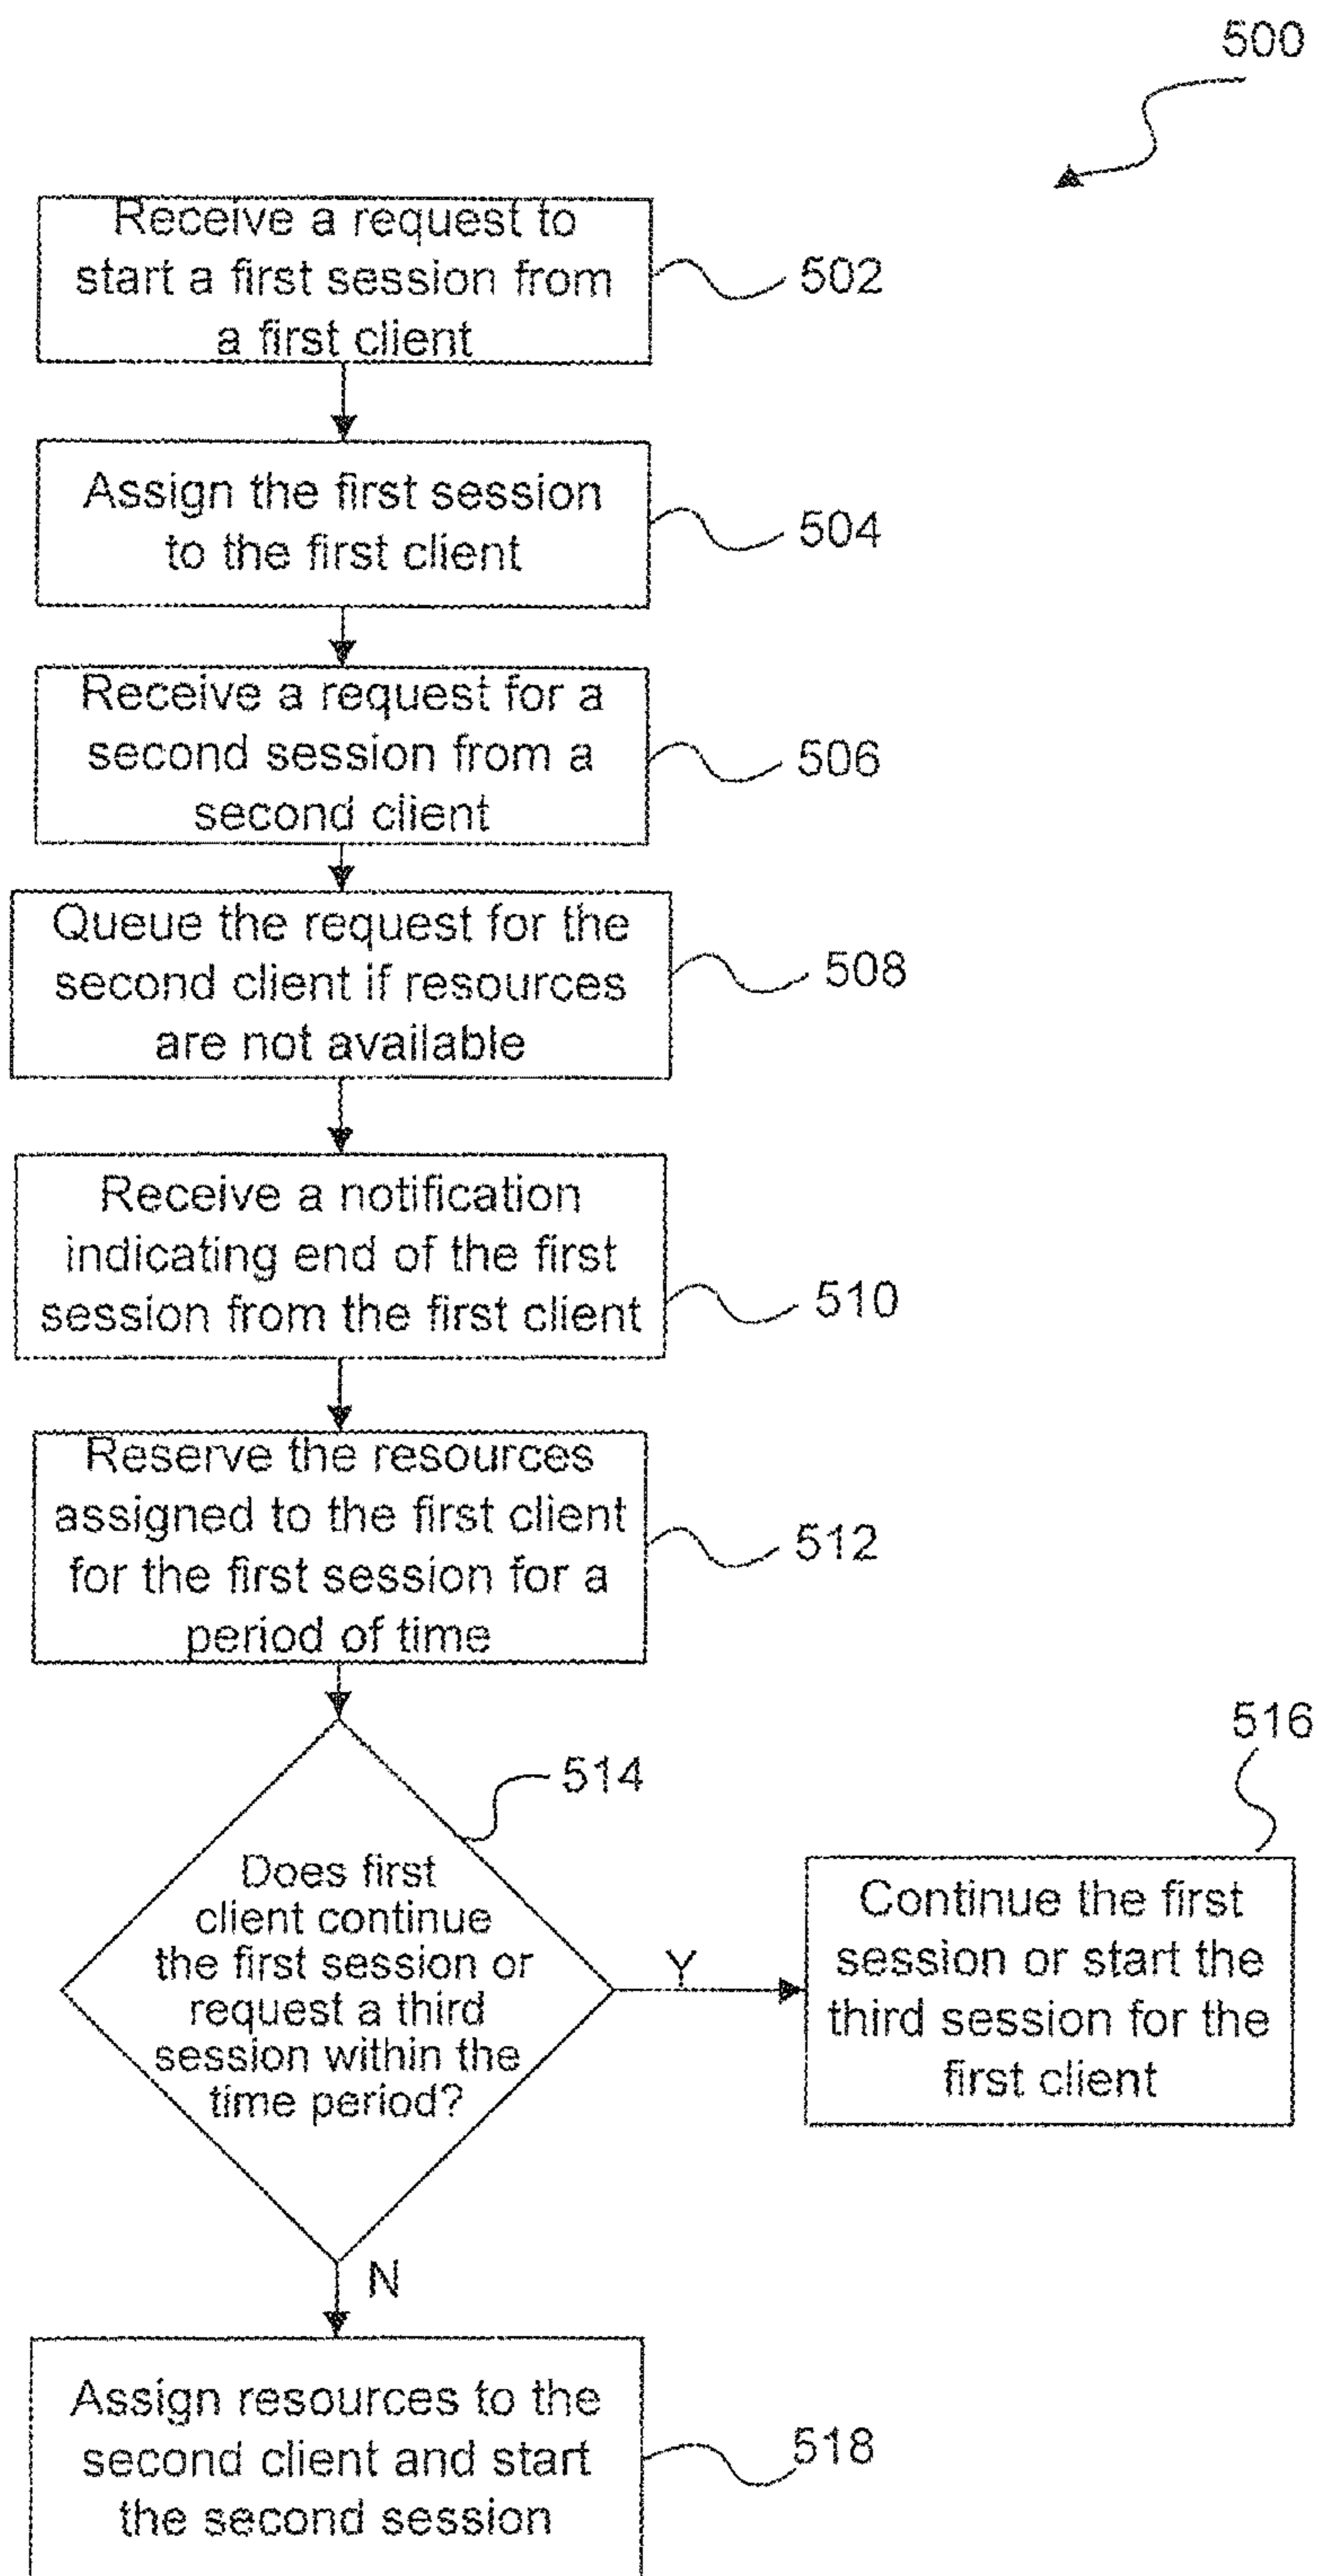 500
Receive a request to
start a first session from
a first client
502
Assign the first session
to the first client
504
Receive a request for a
second session from a
second client
506
Queue the request for the
second client if resources
are not available
508
Receive a notification
indicating end of the first
session from the first client
510
Reserve the resources
assigned to the first client
for the first session for a
period of time
512
514
Does first
client continue
the first session or
request a third
session within the
time period?
Y
516
Continue the first
session or start the
third session for the
first client
N
Assign resources to the
second client and start
the second session
518